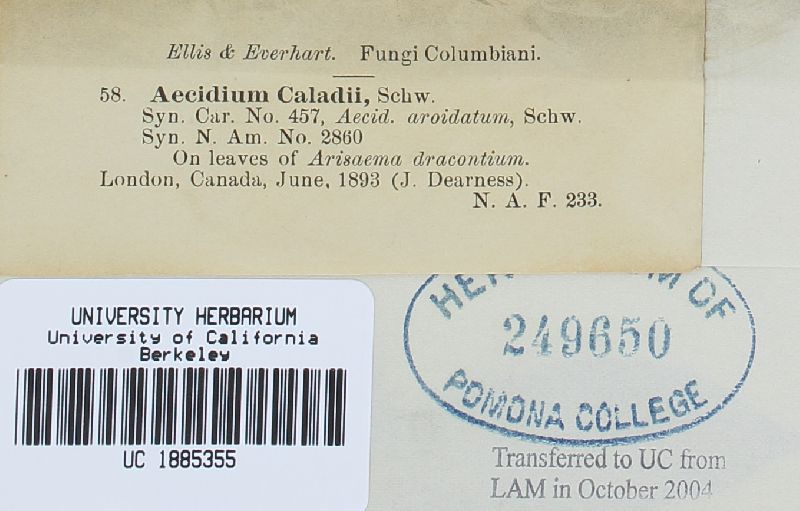 Ellis & Everhart. Fungi Columbiani.
58. Aecidium Caladii, Schw.
Syn. Car. No. 457, Aecid. aroidatum, Schw.
Syn. N. Am. No. 2860
On leaves of Arisaema dracontium.
London, Canada, June, 1893 (J. Dearness).
N. A. F. 233.
UNIVERSITY HERBARIUM
University of California
Berkeley
UC 1885355
OF
249650
POMONA COLLEGE
Transferred to UC from
LAM in October 2004